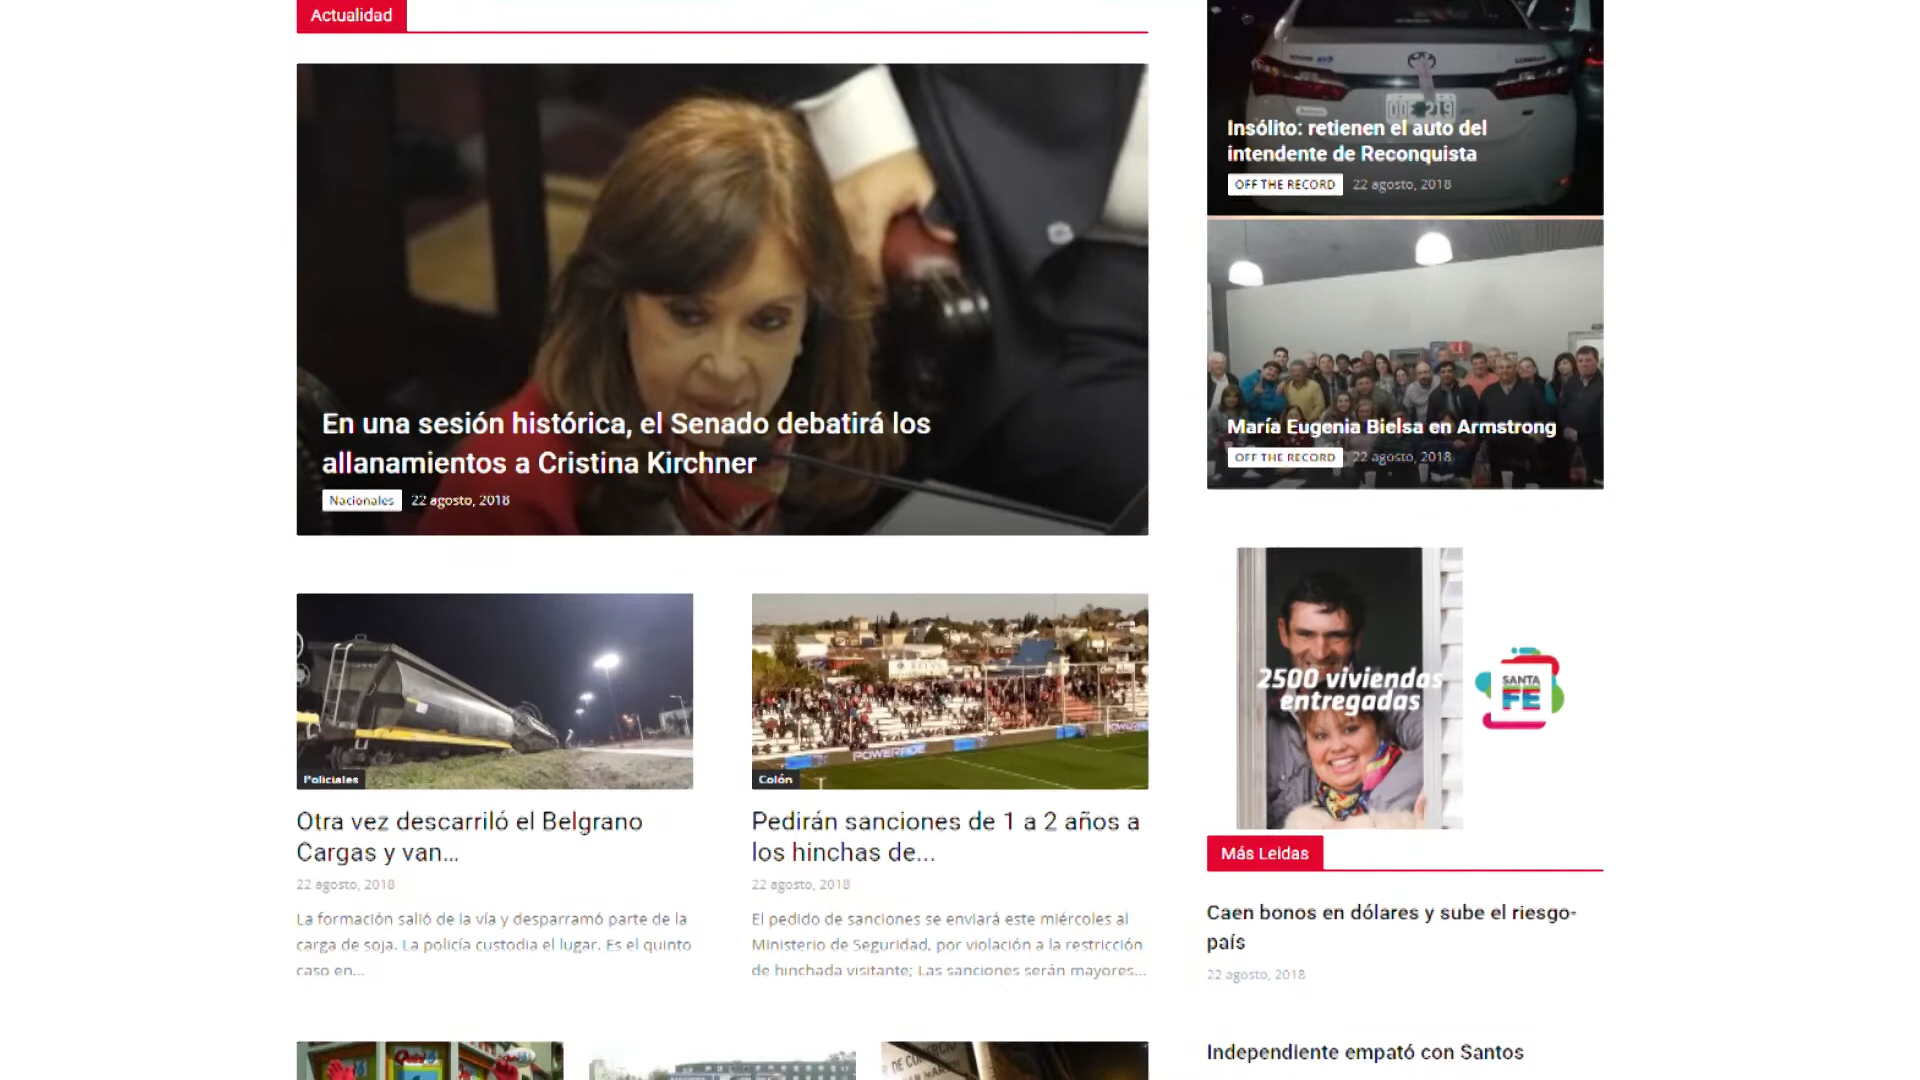 Actualidad
En una sesión histórica, el Senado debatirá los
allanamientos a Cristina Kirchner
Nacionales 22 agosto, 2018
Policiales
Otra vez descarriló el Belgrano
Cargas y van...
22 agosto, 2018
La formación salió de la vía y desparramó parte de la
carga de soja. La policía custodia el lugar. Es el quinto
caso en...
POWERADE
Colón
Pedirán sanciones de 1 a 2 años a
los hinchas de...
22 agosto, 2018
El pedido de sanciones se enviará este miércoles al
Ministerio de Seguridad, por violación a la restricción
de hinchada visitante; Las sanciones serán mayores...
Insólito: retienen el auto del
intendente de Reconquista
OFF THE RECORD 22 agosto, 2018
María Eugenia Bielsa en Armstrong
OFF THE RECORD 22 agosto, 2018
2500 viviendas
entregadas
SANTA
FE
Más Leidas
Caen bonos en dólares y sube el riesgo-
país
22 agosto, 2018
Independiente empató con Santos